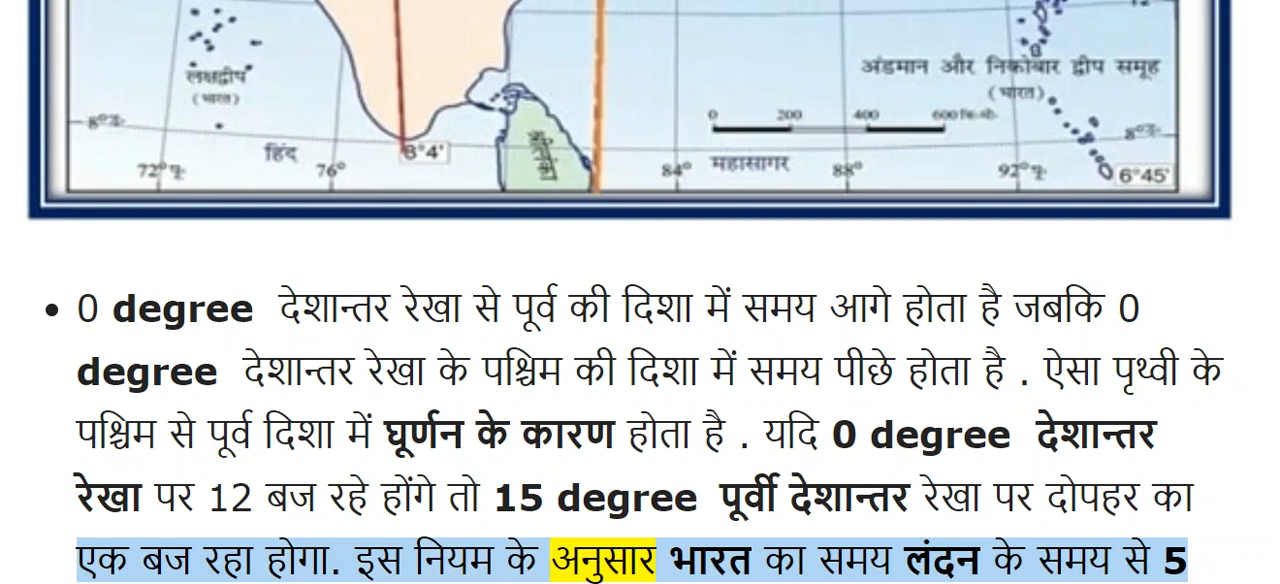 लक्षद्वीप
(भारत)
अंडमान और निकोबार द्वीप समूह
(भारत)
0 200 400 600 कि॰मी॰
8°उ॰
8°उ॰
हिंद
8°4'
श्रीलंका
महासागर
72°पू॰ 76° 84° 88° 92°पू॰
6°45'
• 0 degree देशान्तर रेखा से पूर्व की दिशा में समय आगे होता है जबकि 0
degree देशान्तर रेखा के पश्चिम की दिशा में समय पीछे होता है . ऐसा पृथ्वी के
पश्चिम से पूर्व दिशा में घूर्णन के कारण होता है . यदि 0 degree देशान्तर
रेखा पर 12 बज रहे होंगे तो 15 degree पूर्वी देशान्तर रेखा पर दोपहर का
एक बज रहा होगा. इस नियम के अनुसार भारत का समय लंदन के समय से 5